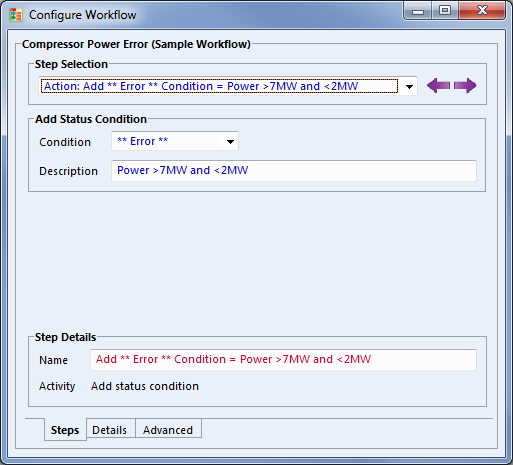 Configure Workflow
Compressor Power Error (Sample Workflow)
Step Selection
Action: Add ** Error ** Condition = Power >7MW and <2MW
Add Status Condition
Condition ** Error **
Description Power >7MW and <2MW
Step Details
Name Add ** Error ** Condition = Power >7MW and <2MW
Activity Add status condition
Steps Details Advanced